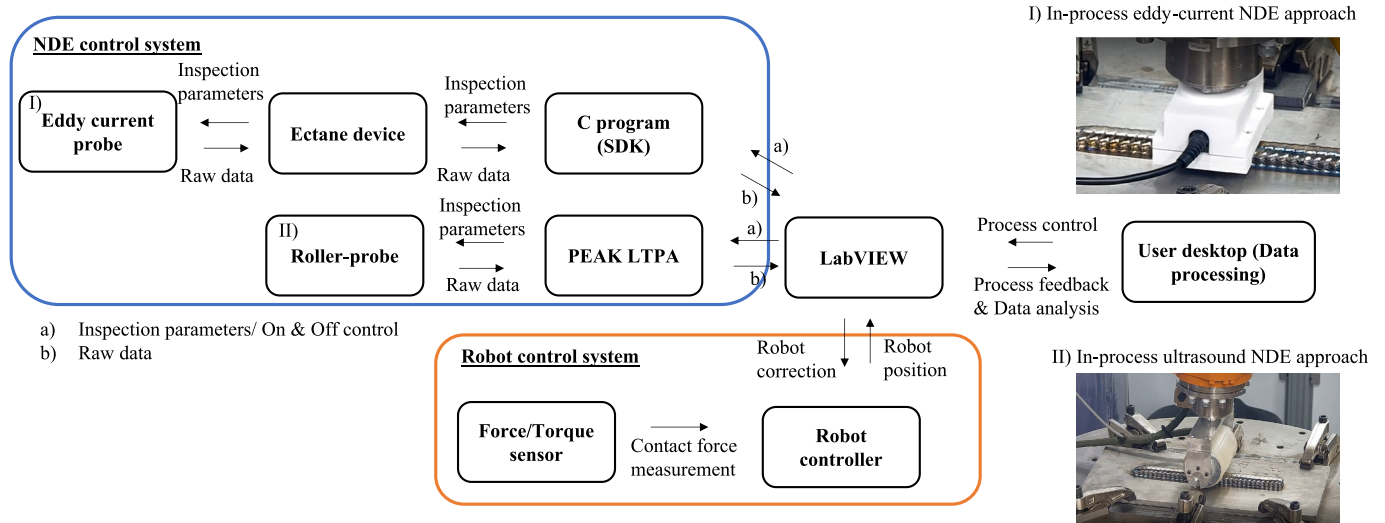 I) In-process eddy-current NDE approach
NDE control system
Inspection
parameters
Inspection
parameters
I)
Eddy current
probe
Ectane device
C program
(SDK)
Raw data
Raw data
a)
b)
Inspection
parameters
II)
Roller-probe
PEAK LTPA
Raw data
a)
b)
LabVIEW
Process control
Process feedback
& Data analysis
User desktop (Data
processing)
a) Inspection parameters/ On & Off control
b) Raw data
Robot control system
Robot
correction
Robot
position
Force/Torque
sensor
Contact force
measurement
Robot
controller
II) In-process ultrasound NDE approach